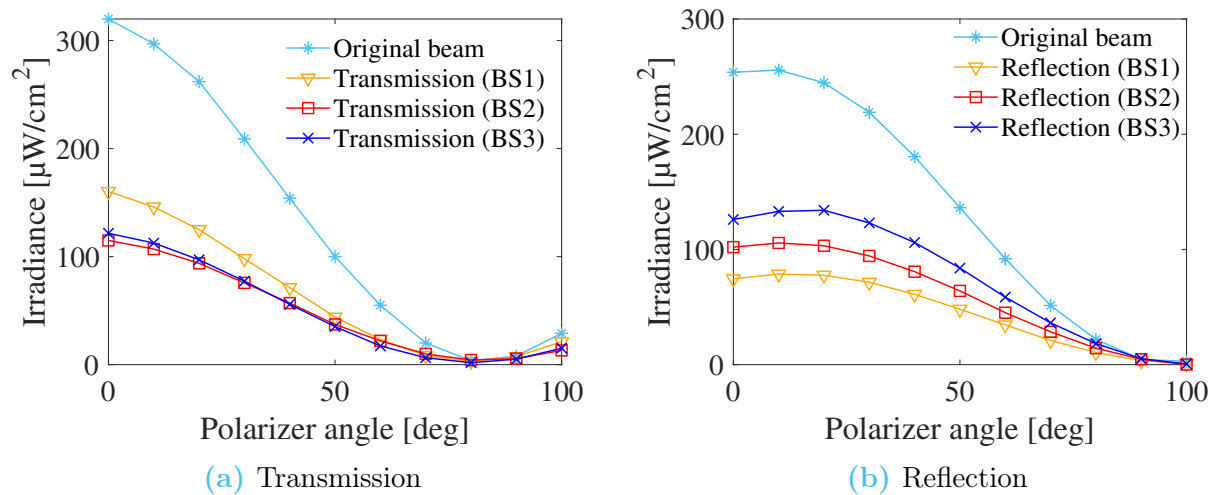 300
200
100
0
0
50
100
Irradiance [µW/cm²]
Polarizer angle [deg]
Original beam
Transmission (BS1)
Transmission (BS2)
Transmission (BS3)
(a) Transmission
300
200
100
0
0
50
100
Irradiance [µW/cm²]
Polarizer angle [deg]
Original beam
Reflection (BS1)
Reflection (BS2)
Reflection (BS3)
(b) Reflection